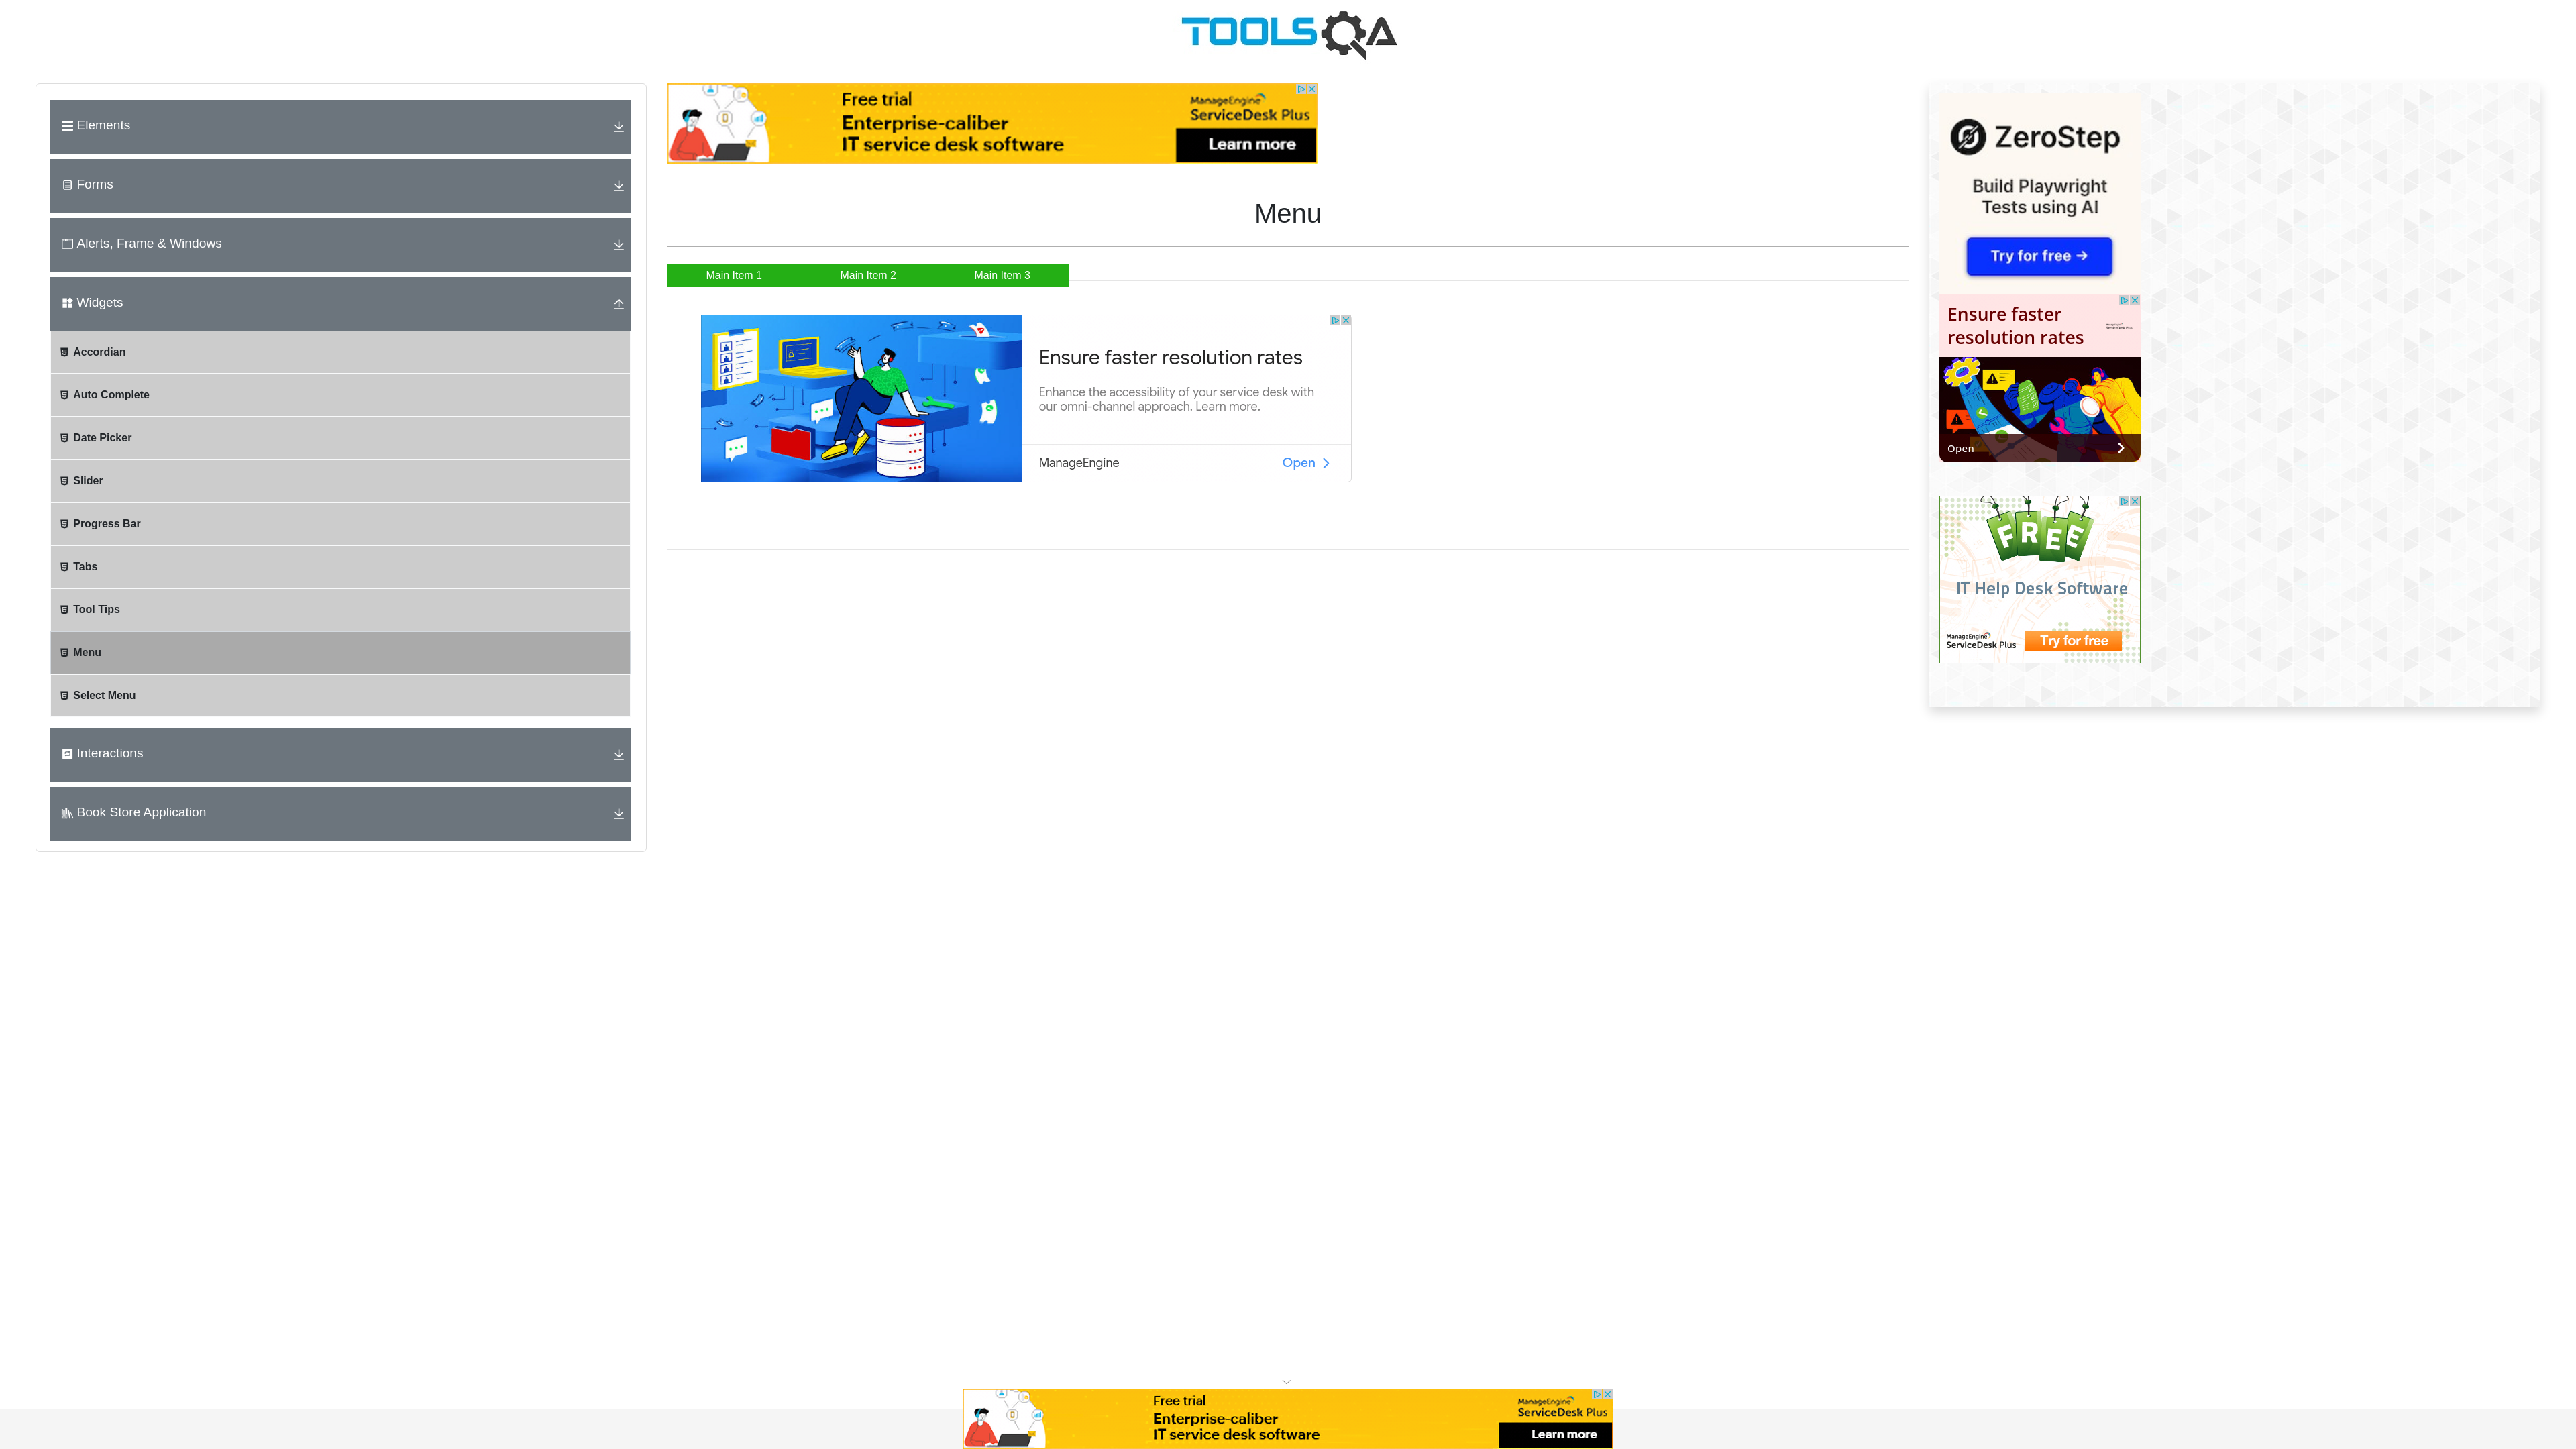 TOOLSQA
Elements
Forms
Alerts, Frame & Windows
Widgets
Accordian
Auto Complete
Date Picker
Slider
Progress Bar
Tabs
Tool Tips
Menu
Select Menu
Interactions
Book Store Application
Free trial
Enterprise-caliber
IT service desk software
ManageEngine
ServiceDesk Plus
Learn more
Menu
Main Item 1
Main Item 2
Main Item 3
Ensure faster resolution rates
Enhance the accessibility of your service desk with
our omni-channel approach. Learn more.
ManageEngine
Open
ZeroStep
Build Playwright
Tests using AI
Try for free →
Ensure faster
resolution rates
ManageEngine
ServiceDesk Plus
Open
FREE
IT Help Desk Software
ManageEngine
ServiceDesk Plus
Try for free
Free trial
Enterprise-caliber
IT service desk software
ManageEngine
ServiceDesk Plus
Learn more